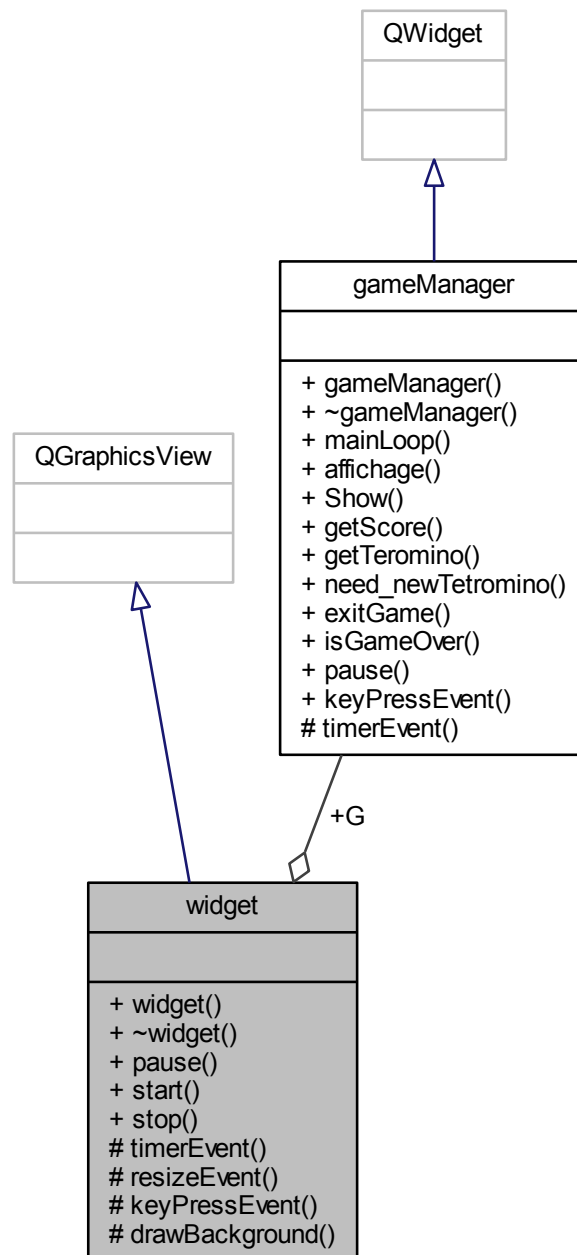 QWidget
gameManager
+ gameManager()
+ ~gameManager()
+ mainLoop()
+ affichage()
+ Show()
+ getScore()
+ getTeromino()
+ need_newTetromino()
+ exitGame()
+ isGameOver()
+ pause()
+ keyPressEvent()
# timerEvent()
QGraphicsView
+G
widget
+ widget()
+ ~widget()
+ pause()
+ start()
+ stop()
# timerEvent()
# resizeEvent()
# keyPressEvent()
# drawBackground()